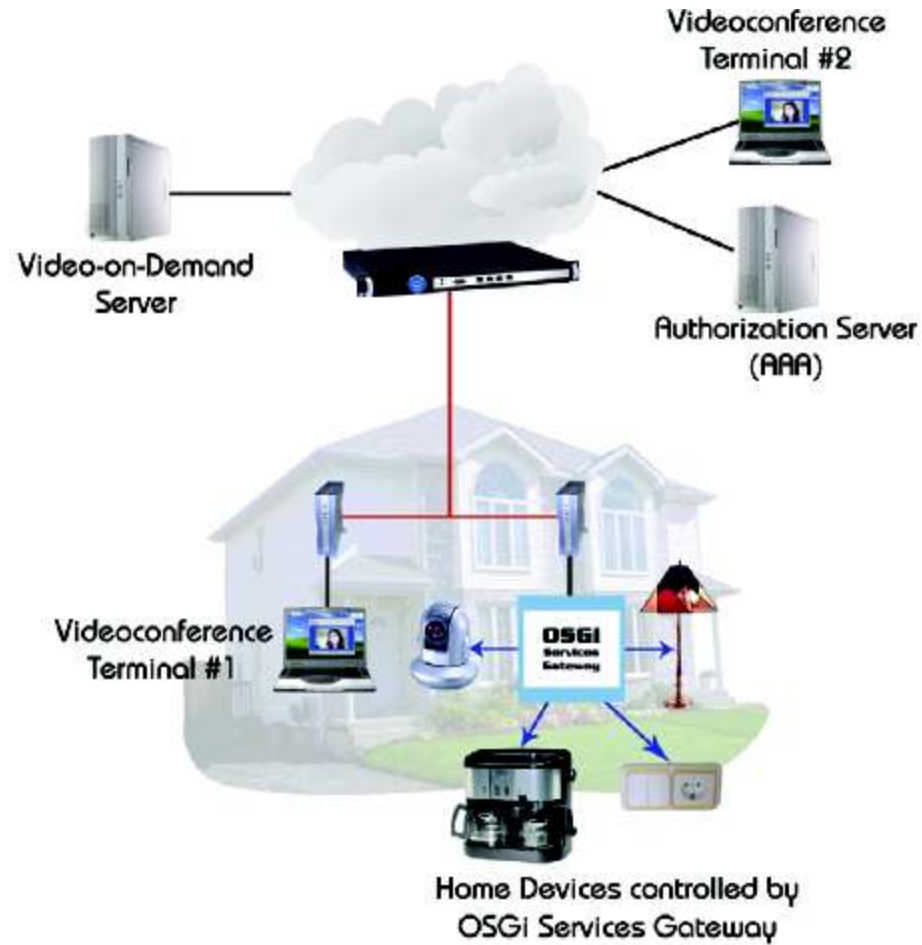 Videoconference
Terminal #2
Video-on-Demand
Server
Authorization Server
(AAA)
Videoconference
Terminal #1
OSGi
Services
Gateway
Home Devices controlled by
OSGi Services Gateway